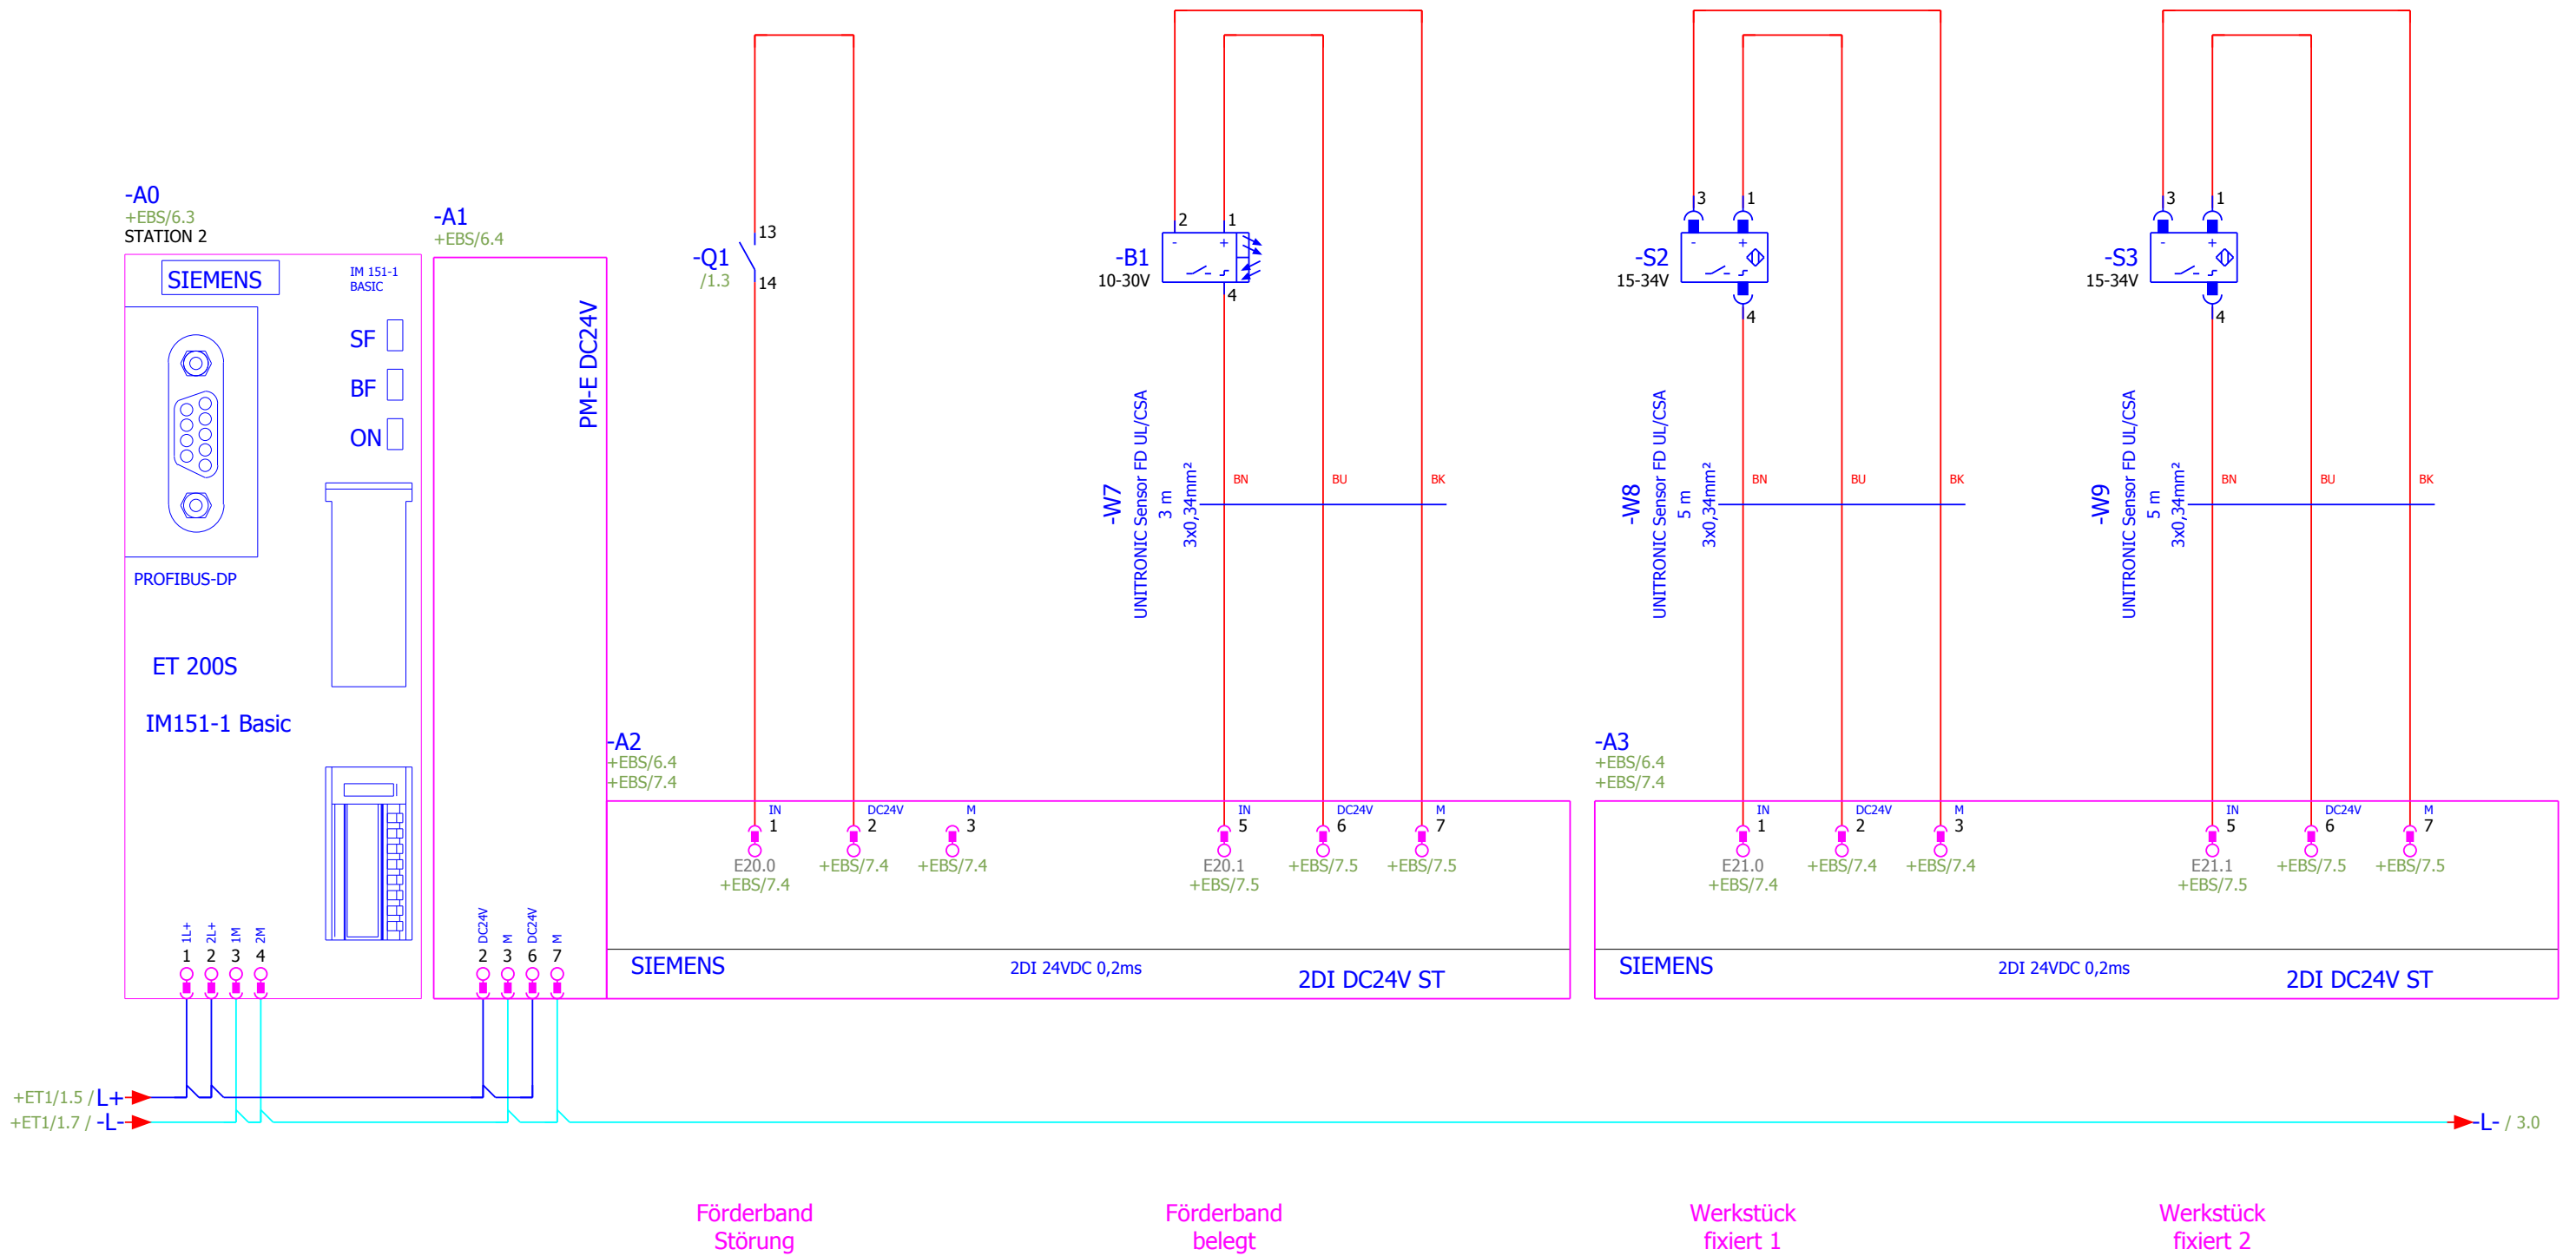 -A0
+EBS/6.3
STATION 2
SIEMENS
IM 151-1
BASIC
SF
BF
ON
PROFIBUS-DP
ET 200S
IM151-1 Basic
1L+
2L+
1M
2M
1 2 3 4
-A1
+EBS/6.4
PM-E DC24V
DC24V
M
DC24V
M
2 3 6 7
-Q1
/1.3
13
14
-B1
10-30V
2 1
- +
4
-W7
UNITRONIC Sensor FD UL/CSA
3 m
3x0,34mm²
BN BU BK
-S2
15-34V
3 1
- +
4
-W8
UNITRONIC Sensor FD UL/CSA
5 m
3x0,34mm²
BN BU BK
-S3
15-34V
3 1
- +
4
-W9
UNITRONIC Sensor FD UL/CSA
5 m
3x0,34mm²
BN BU BK
-A2
+EBS/6.4
+EBS/7.4
IN DC24V M IN DC24V M
1 2 3 5 6 7
E20.0 +EBS/7.4 +EBS/7.4 E20.1 +EBS/7.5 +EBS/7.5
+EBS/7.4 +EBS/7.5
SIEMENS 2DI 24VDC 0,2ms 2DI DC24V ST
-A3
+EBS/6.4
+EBS/7.4
IN DC24V M IN DC24V M
1 2 3 5 6 7
E21.0 +EBS/7.4 +EBS/7.4 E21.1 +EBS/7.5 +EBS/7.5
+EBS/7.4 +EBS/7.5
SIEMENS 2DI 24VDC 0,2ms 2DI DC24V ST
+ET1/1.5 / L+
+ET1/1.7 / -L-
-L- / 3.0
Förderband
Störung
Förderband
belegt
Werkstück
fixiert 1
Werkstück
fixiert 2